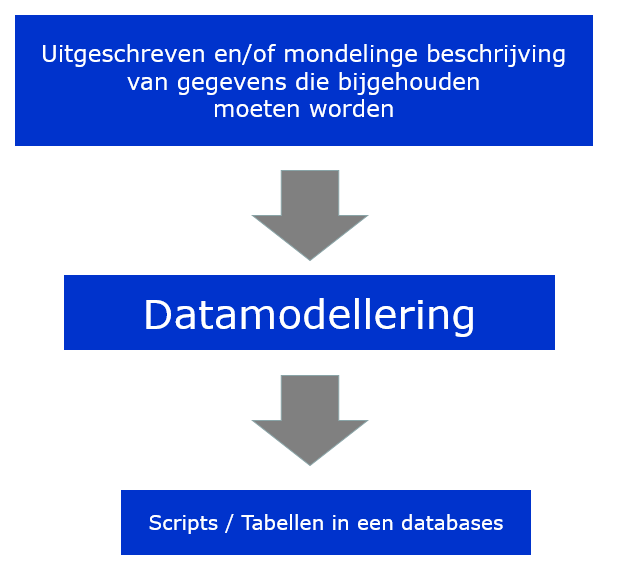 Uitgeschreven en/of mondelinge beschrijving
van gegevens die bijgehouden
moeten worden
Datamodellering
Scripts / Tabellen in een databases